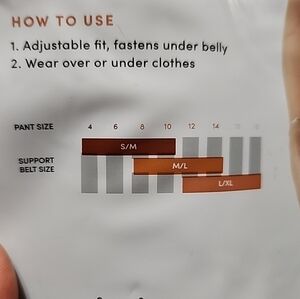 HOW TO USE
1. Adjustable fit, fastens under belly
2. Wear over or under clothes
PANT SIZE 4 6 8 10 12 14
S/M
SUPPORT M/L
BELT SIZE
L/XL